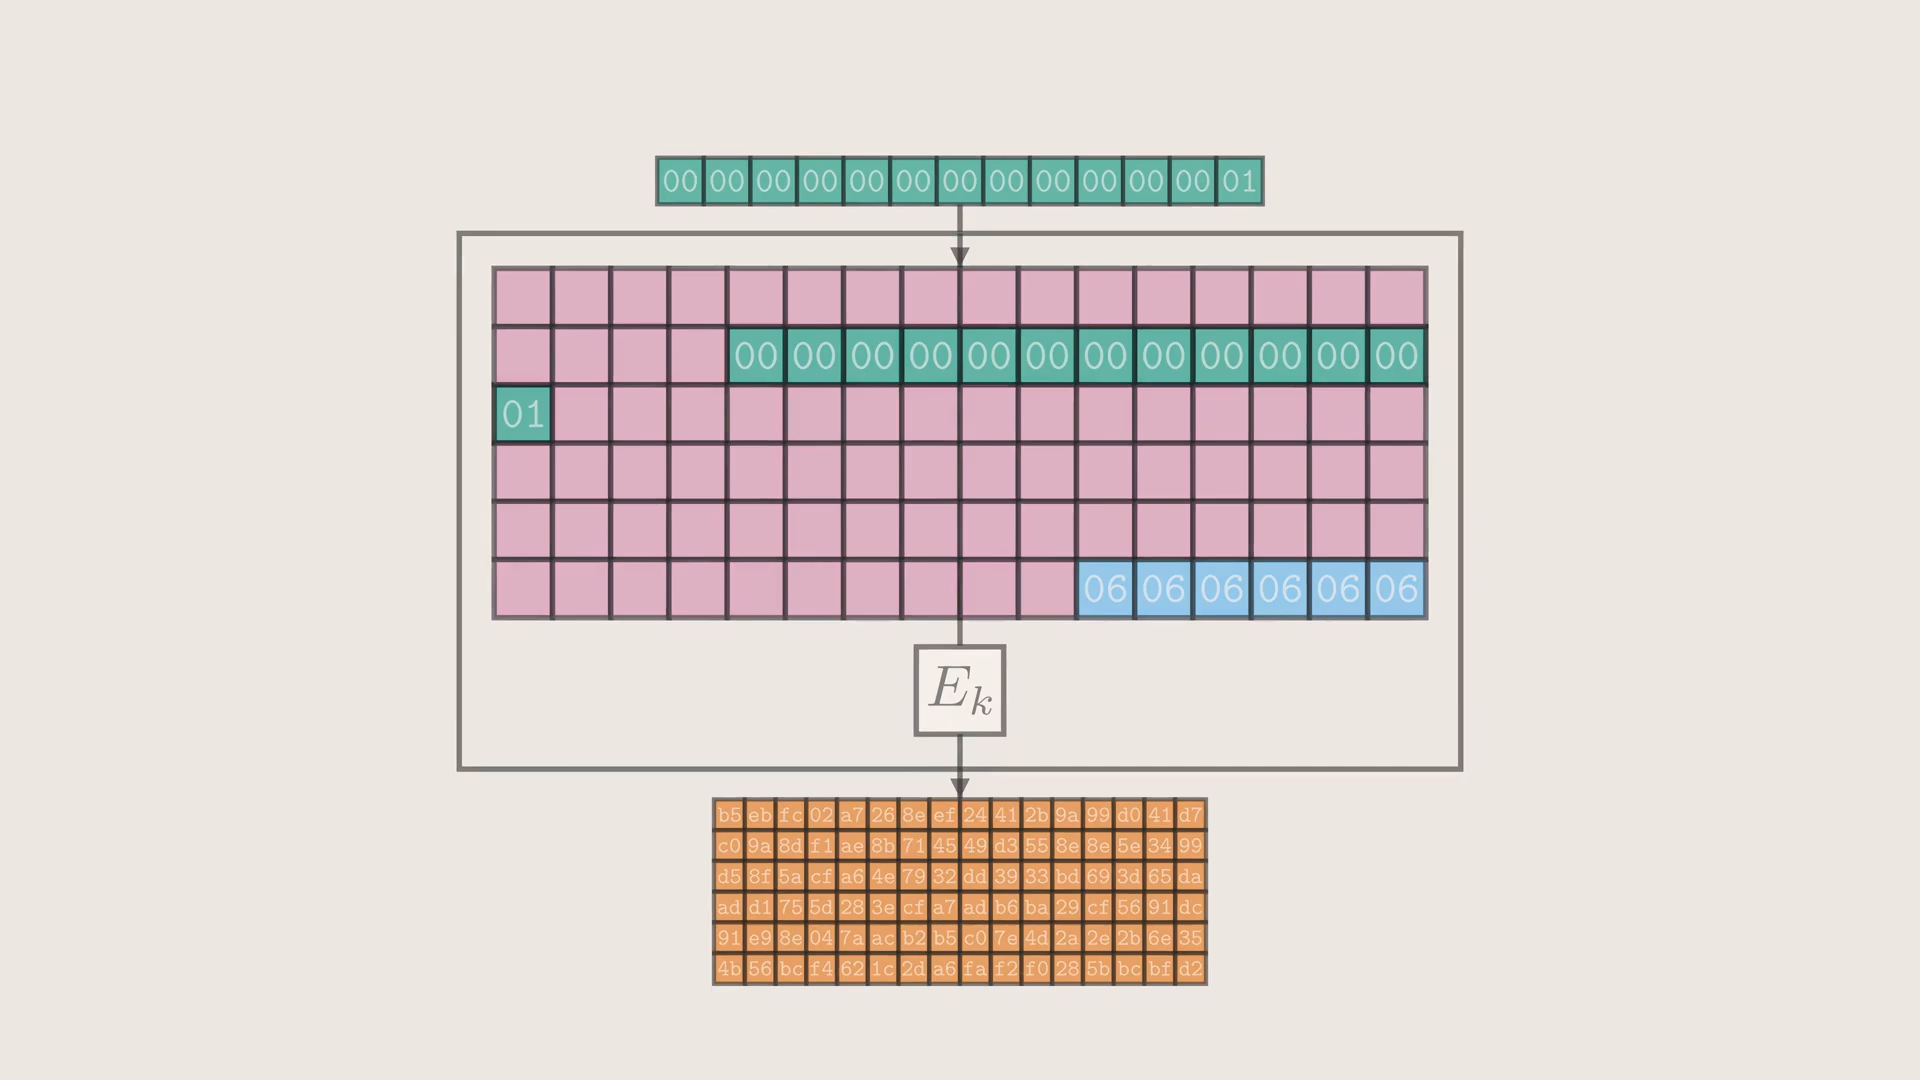 00 00 00 00 00 00 00 00 00 00 00 00 01
00 00 00 00 00 00 00 00 00 00 00 00
01
06 06 06 06 06 06
E_k
b5 eb fc 02 a7 26 8e ef 24 41 2b 9a 99 d0 41 d7
c0 9a 8d f1 ae 8b 71 45 49 d3 55 8e 8e 5e 34 99
d5 8f 5a cf a6 4e 79 32 dd 39 33 bd 69 3d 65 da
ad d1 75 5d 28 3e cf a7 ad b6 ba 29 cf 56 91 dc
91 e9 8e 04 7a ac b2 b5 c0 7e 4d 2a 2e 2b 6e 35
4b 56 bc f4 62 1c 2d a6 fa f2 f0 28 5b bc bf d2